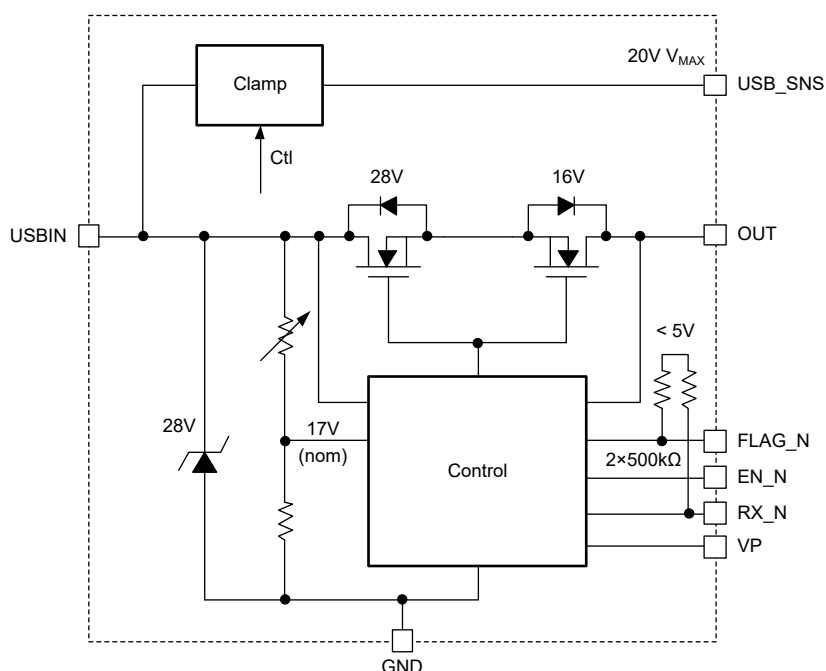 20V VMAX
USB_SNS
Clamp
Ctl
28V
16V
USBIN
OUT
< 5V
28V
17V
(nom)
FLAG_N
2×500kΩ
Control
EN_N
RX_N
VP
GND